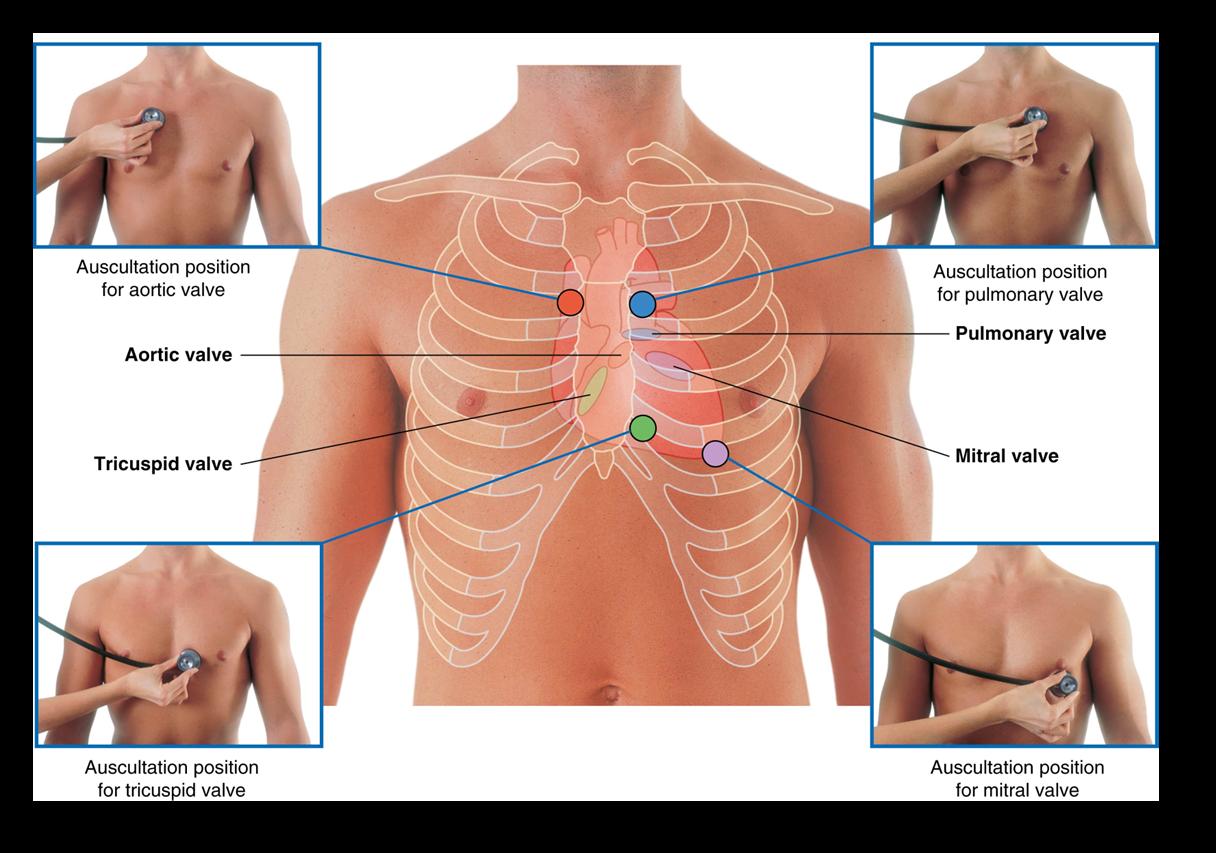 Auscultation position
for aortic valve
Auscultation position
for pulmonary valve
Pulmonary valve
Aortic valve
Mitral valve
Tricuspid valve
Auscultation position
for tricuspid valve
Auscultation position
for mitral valve